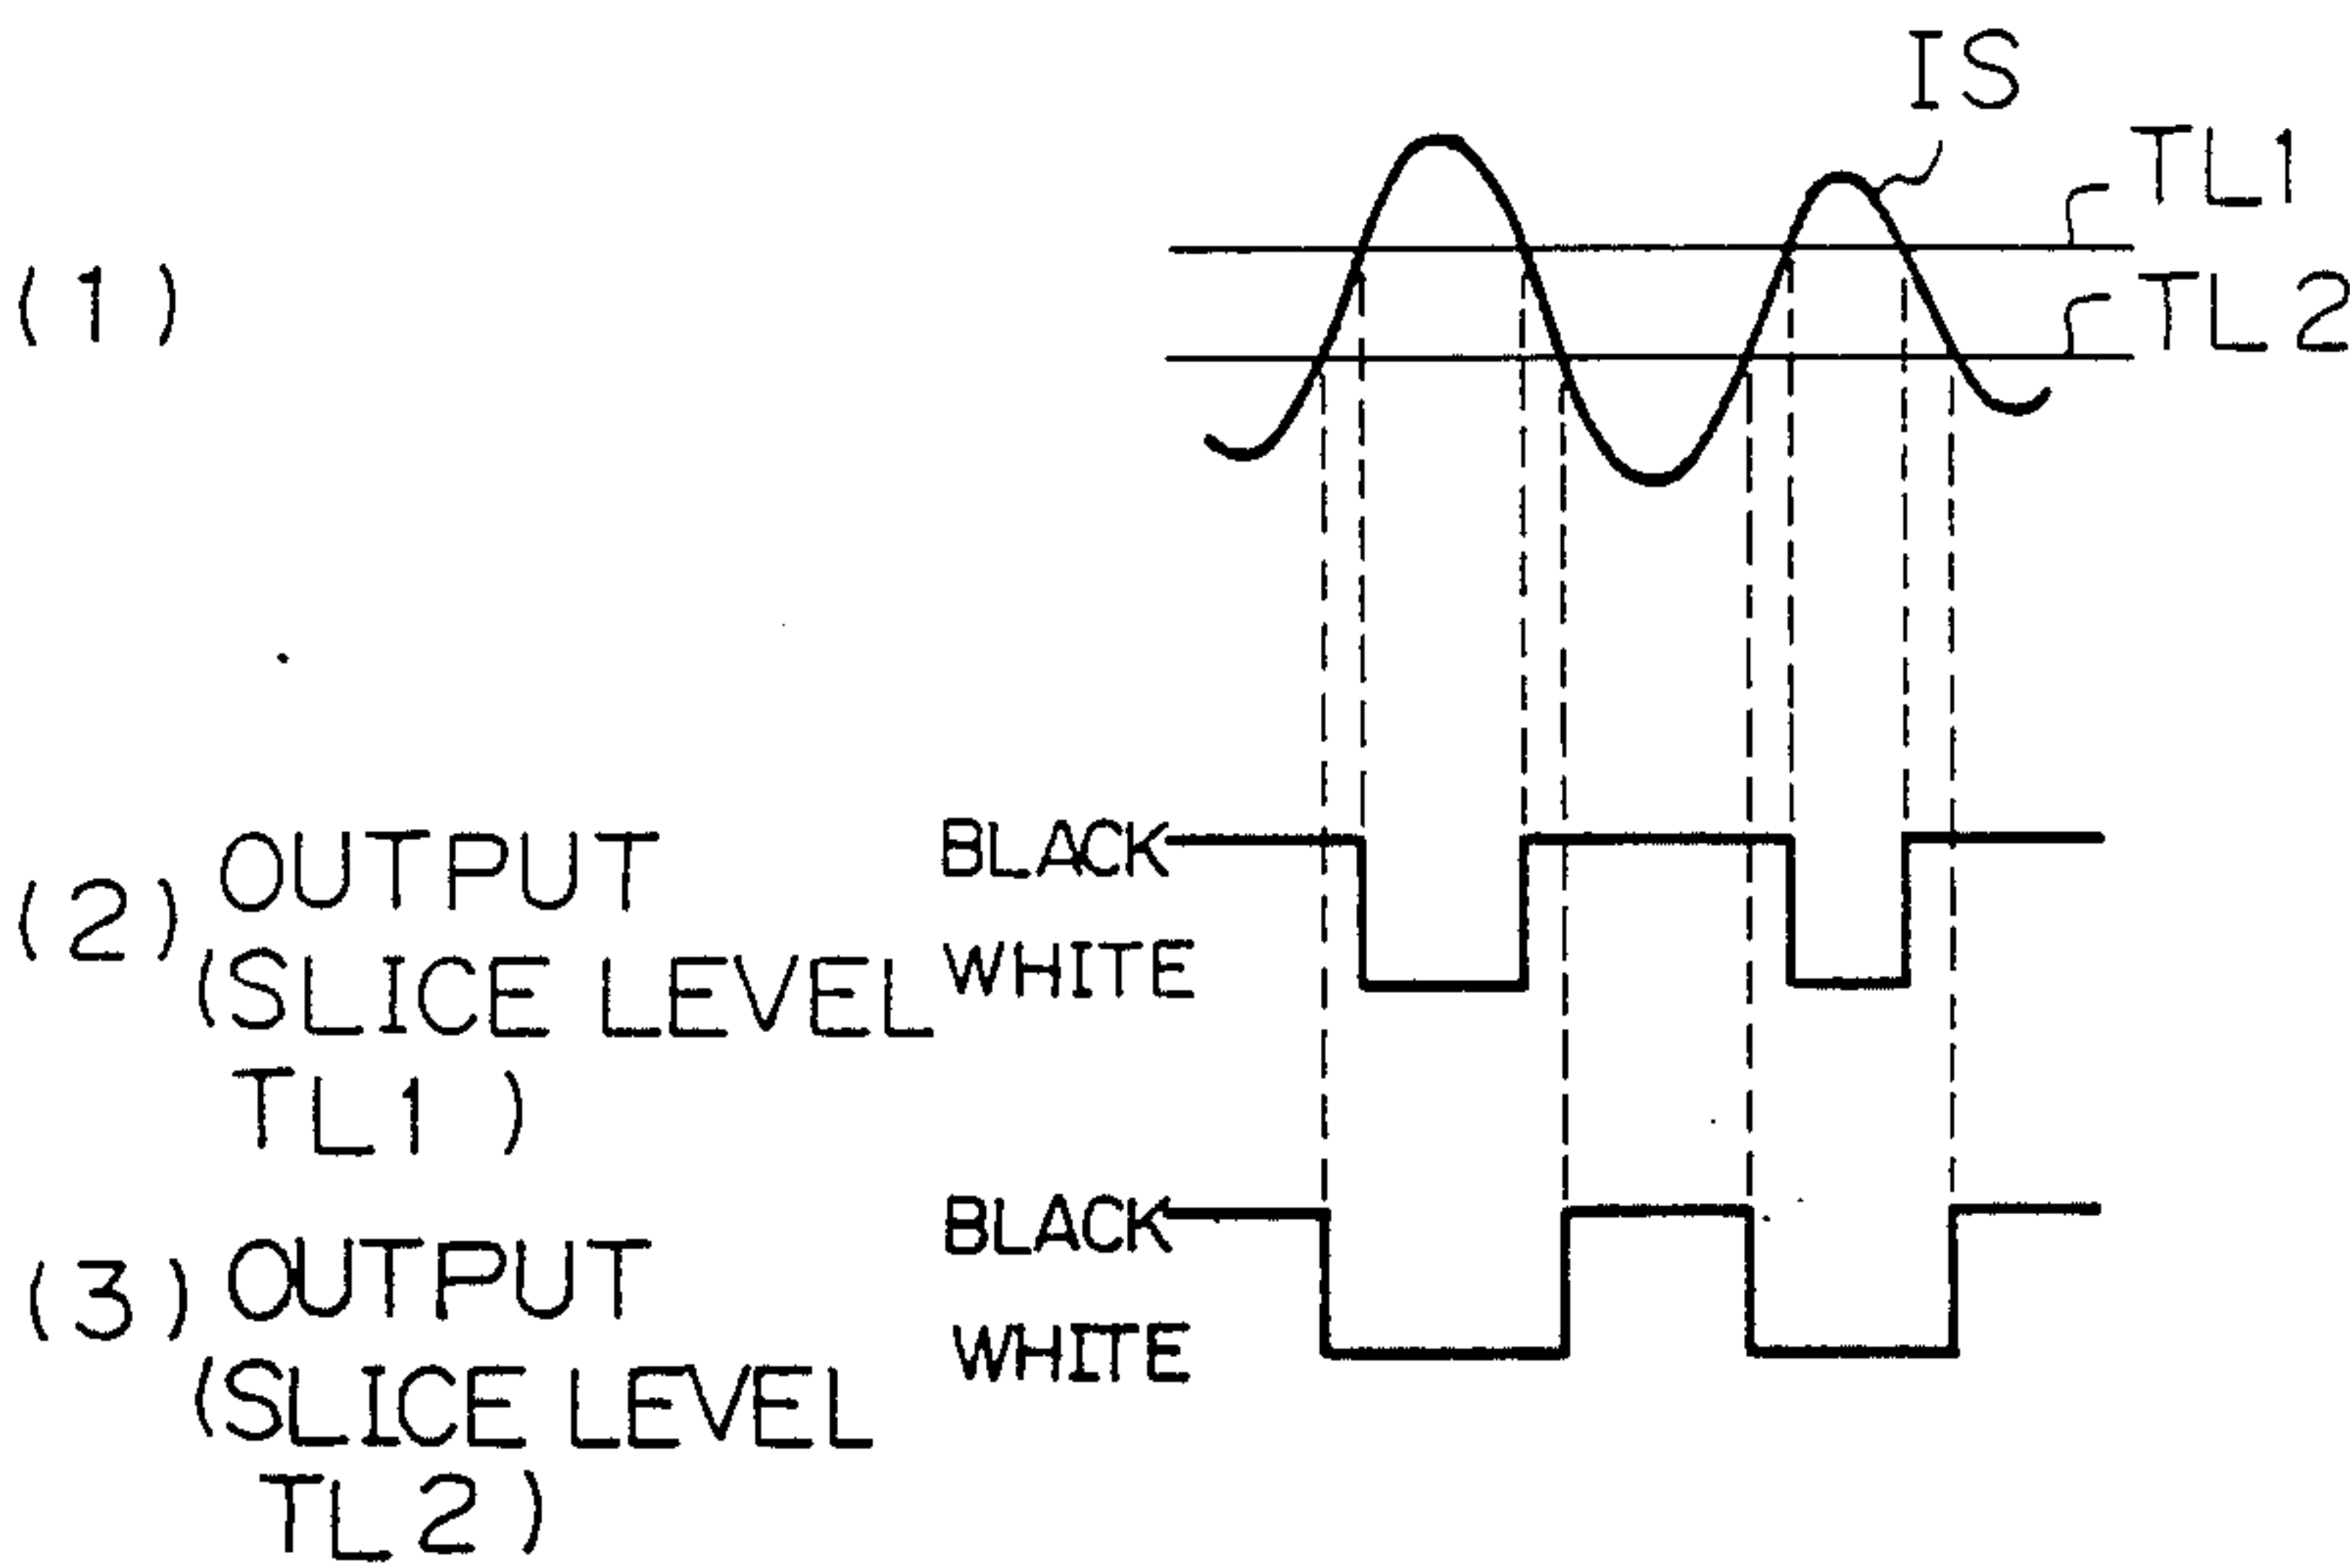 IS
TL1
(1)
TL2
(2) OUTPUT
(SLICE LEVEL
TL1)
BLACK
WHITE
(3) OUTPUT
(SLICE LEVEL
TL2)
BLACK
WHITE